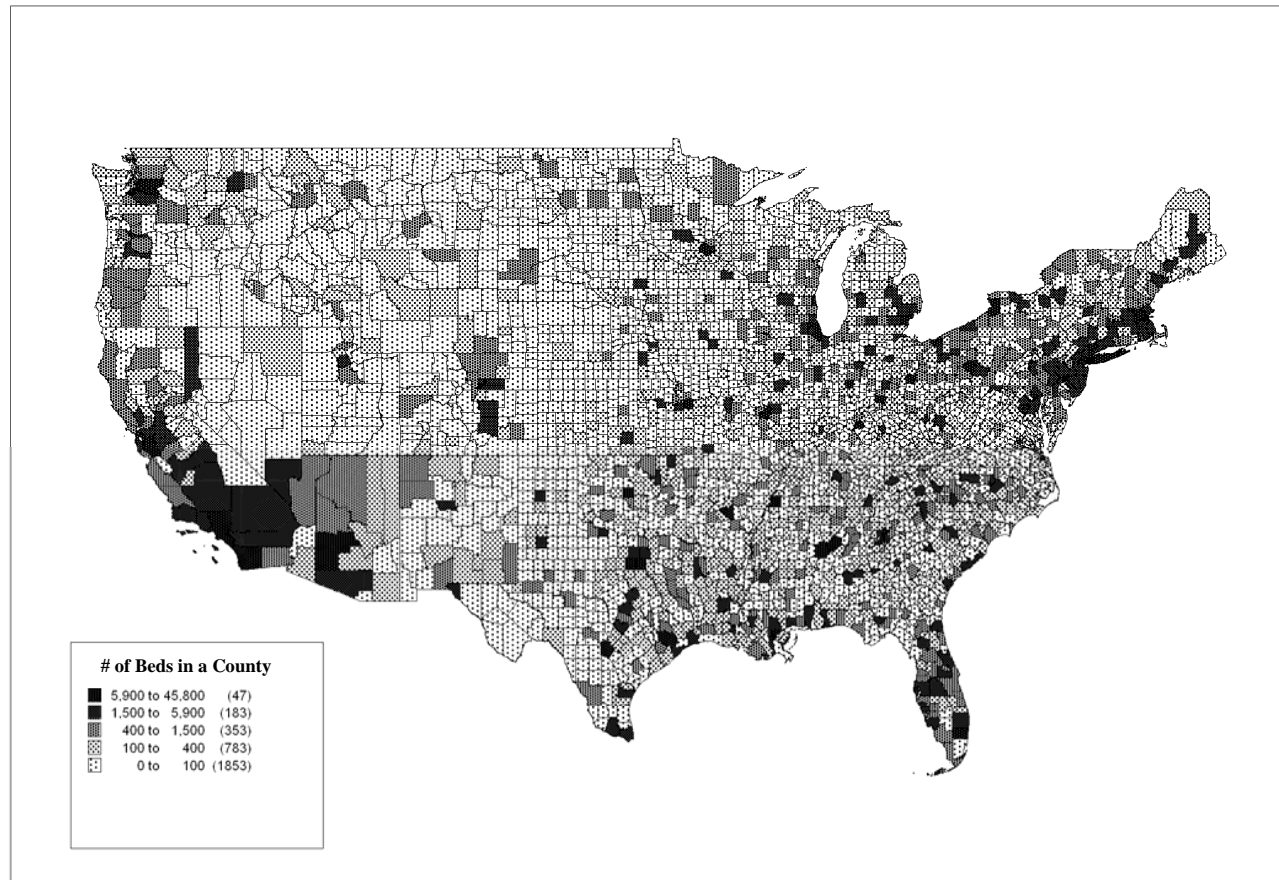 # of Beds in a County
5,900 to 45,800 (47)
1,500 to 5,900 (183)
400 to 1,500 (353)
100 to 400 (783)
0 to 100 (1853)